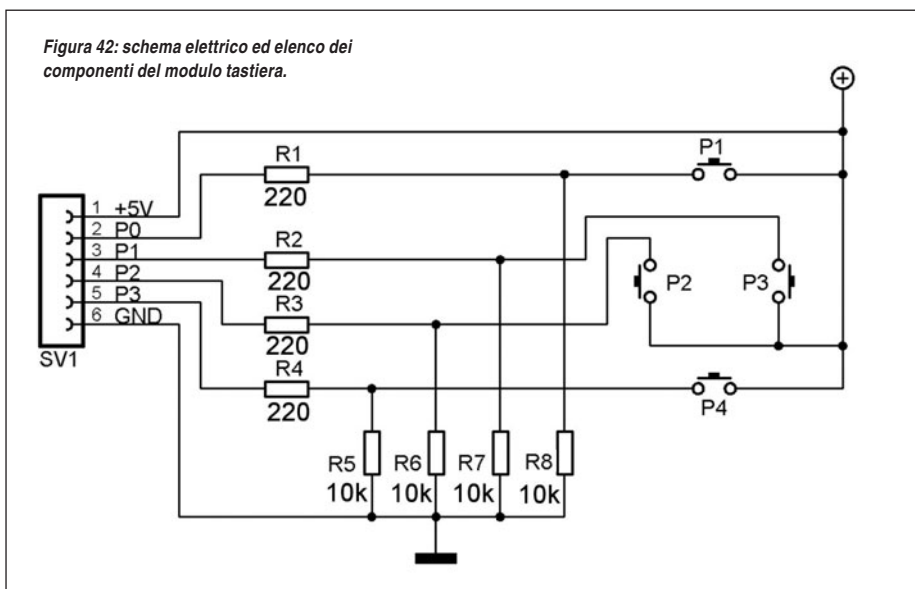 Figura 42: schema elettrico ed elenco dei
componenti del modulo tastiera.
R1
220
P1
1 +5V
2 P0
3 P1
4 P2
5 P3
6 GND
SV1
R2
220
R3
220
R4
220
P2
P3
P4
R5
10k
R6
10k
R7
10k
R8
10k